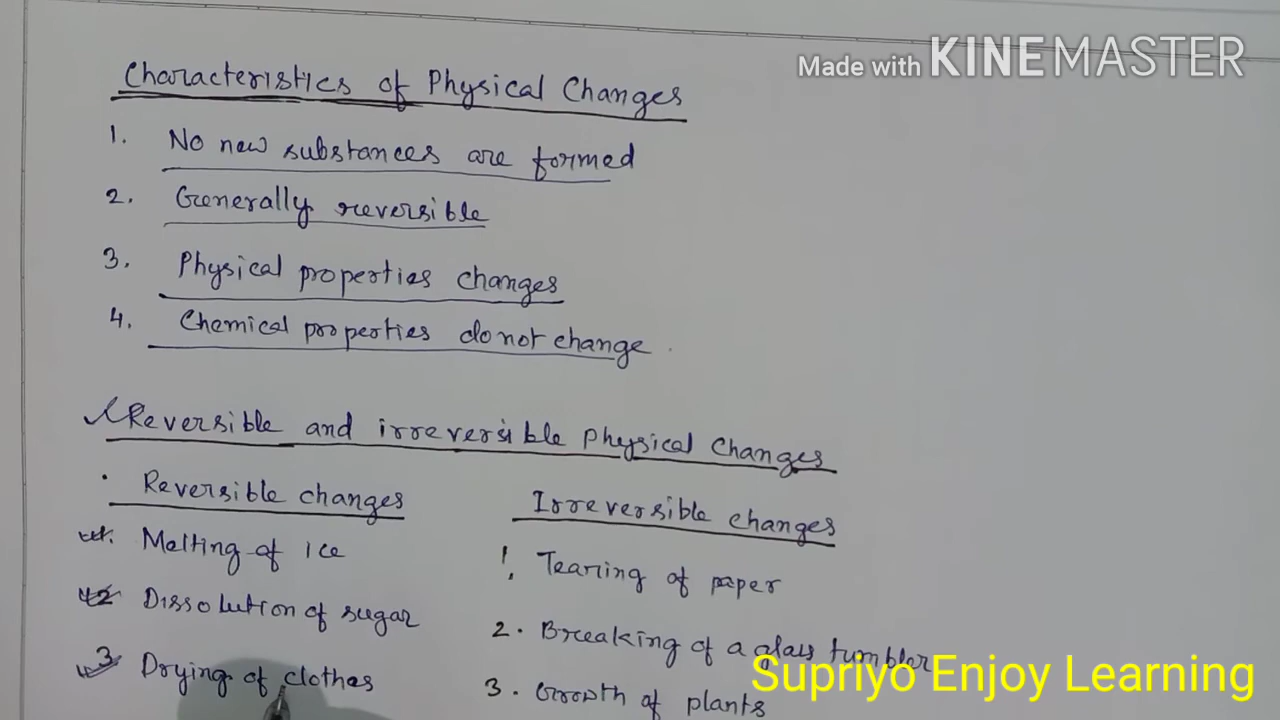 Made with KINEMASTER
Characteristics of Physical Changes
1. No new substances are formed
2. Generally reversible
3. Physical properties changes
4. Chemical properties do not change
Reversible and irreversible Physical Changes
Reversible changes
1. Melting of ice
2 Dissolution of sugar
3 Drying of clothes
Irreversible changes
1. Tearing of paper
2. Breaking of a glass tumbler
3. Growth of plants
Supriyo Enjoy Learning